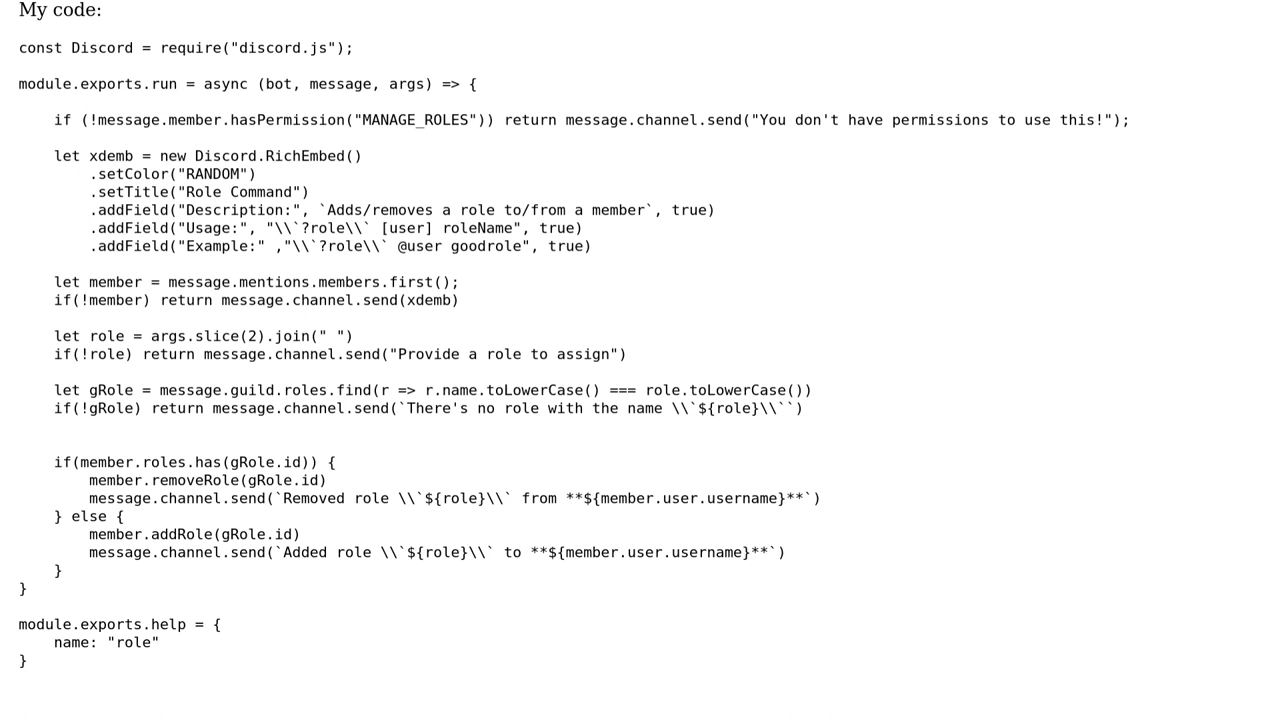 My code:
const Discord = require("discord.js");
module.exports.run = async (bot, message, args) => {
    if (!message.member.hasPermission("MANAGE_ROLES")) return message.channel.send("You don't have permissions to use this!");
    let xdemb = new Discord.RichEmbed()
        .setColor("RANDOM")
        .setTitle("Role Command")
        .addField("Description:", `Adds/removes a role to/from a member`, true)
        .addField("Usage:", "\\`?role\\` [user] roleName", true)
        .addField("Example:" ,"\\`?role\\` @user goodrole", true)
    let member = message.mentions.members.first();
    if(!member) return message.channel.send(xdemb)
    let role = args.slice(2).join(" ")
    if(!role) return message.channel.send("Provide a role to assign")
    let gRole = message.guild.roles.find(r => r.name.toLowerCase() === role.toLowerCase())
    if(!gRole) return message.channel.send(`There's no role with the name \\`${role}\\``)
    if(member.roles.has(gRole.id)) {
        member.removeRole(gRole.id)
        message.channel.send(`Removed role \\`${role}\\` from **${member.user.username}**`)
    } else {
        member.addRole(gRole.id)
        message.channel.send(`Added role \\`${role}\\` to **${member.user.username}**`)
    }
}
module.exports.help = {
    name: "role"
}